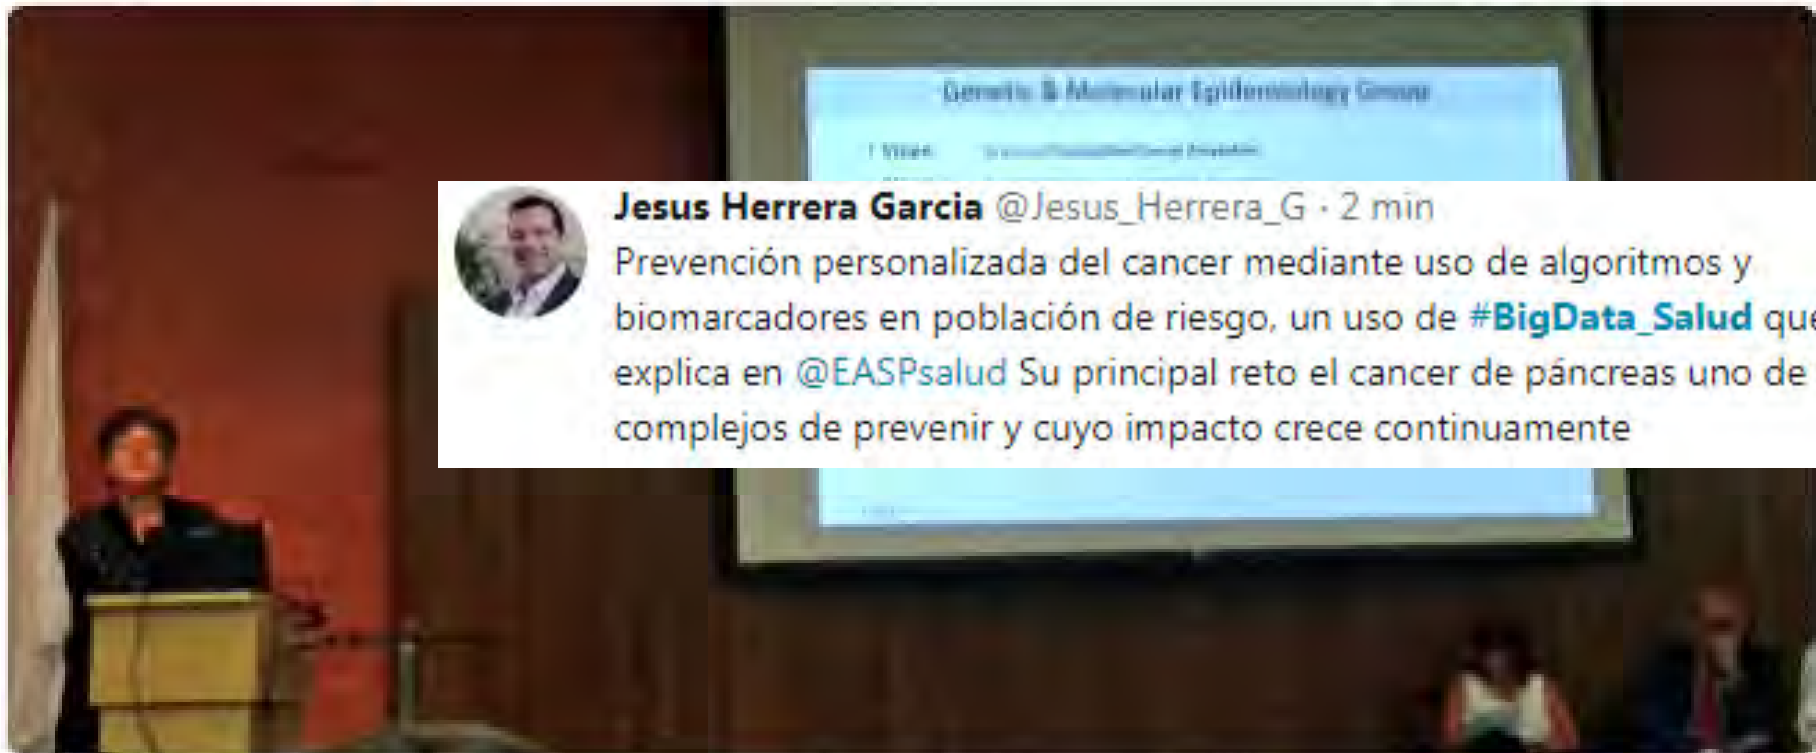 Genetic & Molecular Epidemiology Group
Jesus Herrera Garcia @Jesus_Herrera_G · 2 min
Prevención personalizada del cancer mediante uso de algoritmos y
biomarcadores en población de riesgo, un uso de #BigData_Salud que
explica en @EASPsalud Su principal reto el cancer de páncreas uno de
complejos de prevenir y cuyo impacto crece continuamente